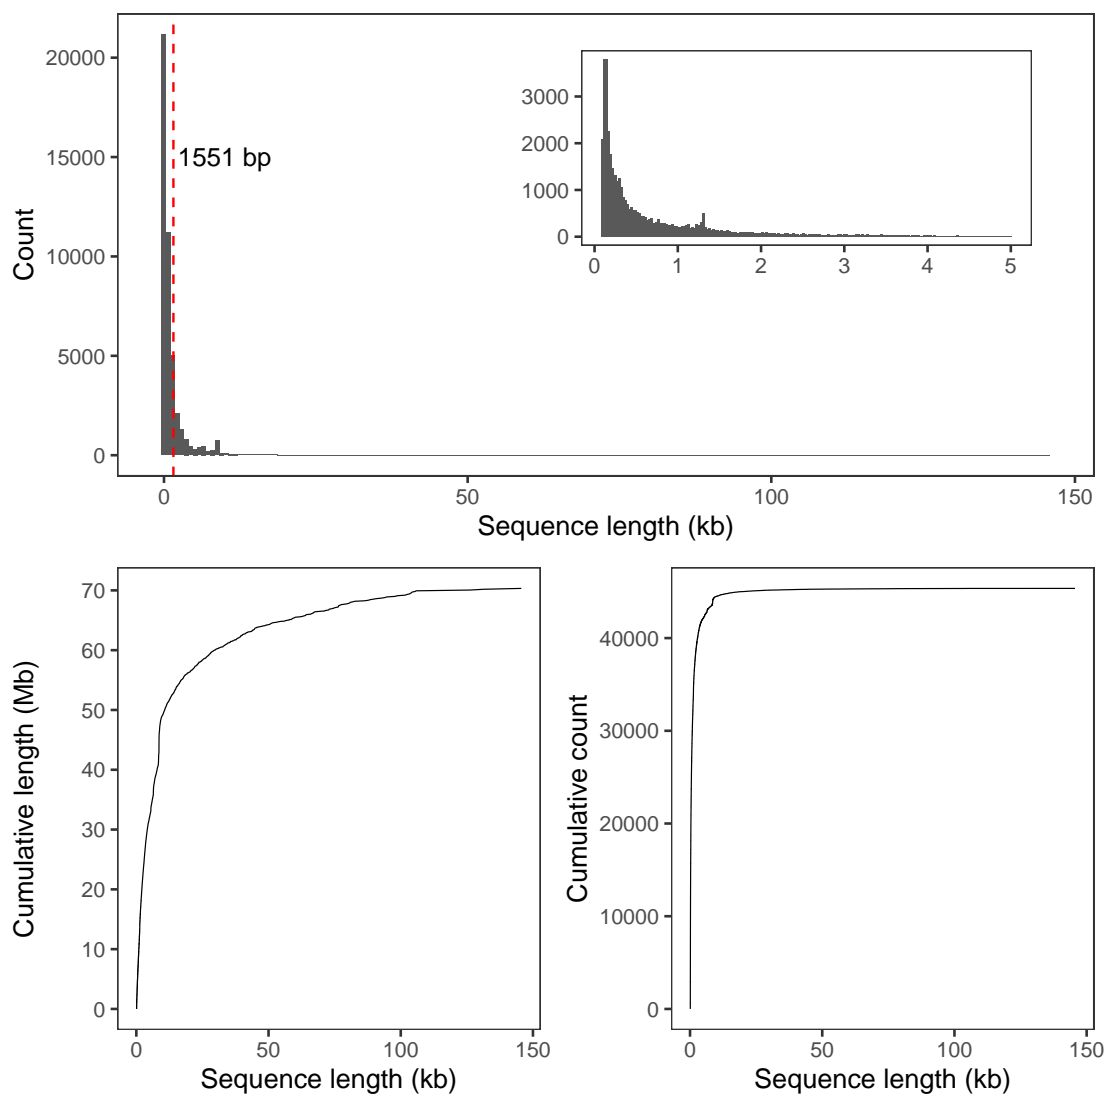 20000
15000
10000
5000
0
Count
1551 bp
3000
2000
1000
0
0 1 2 3 4 5
0 50 100 150
Sequence length (kb)
70
60
50
40
30
20
10
0
Cumulative length (Mb)
0 50 100 150
Sequence length (kb)
40000
30000
20000
10000
0
Cumulative count
0 50 100 150
Sequence length (kb)